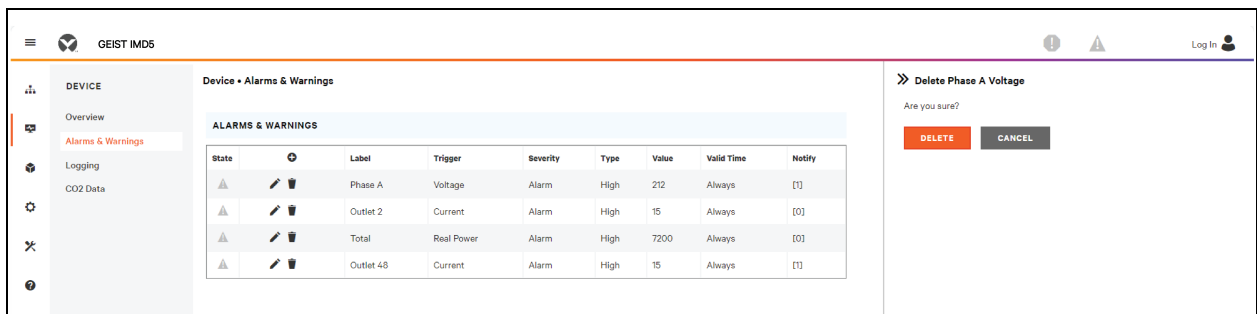 GEIST IMD5
Log In
DEVICE
Overview
Alarms & Warnings
Logging
CO2 Data
Device • Alarms & Warnings
ALARMS & WARNINGS
State Label Trigger Severity Type Value Valid Time Notify
Phase A Voltage Alarm High 212 Always [1]
Outlet 2 Current Alarm High 15 Always [0]
Total Real Power Alarm High 7200 Always [0]
Outlet 48 Current Alarm High 15 Always [1]
Delete Phase A Voltage
Are you sure?
DELETE CANCEL